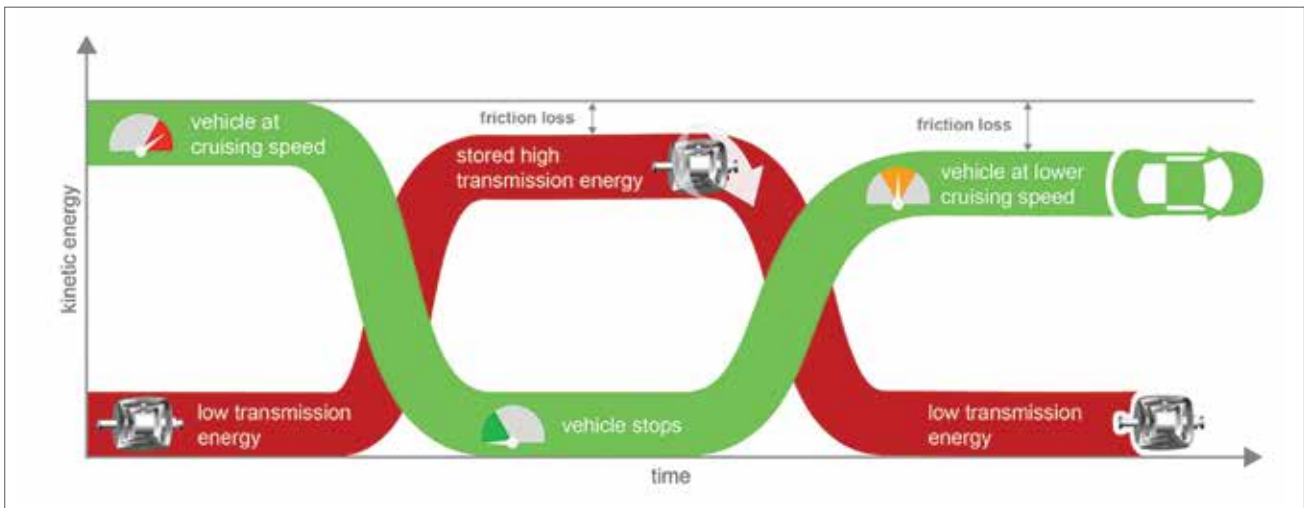 kinetic energy
vehicle at
cruising speed
friction loss
stored high
transmission energy
friction loss
vehicle at lower
cruising speed
low transmission
energy
vehicle stops
low transmission
energy
time